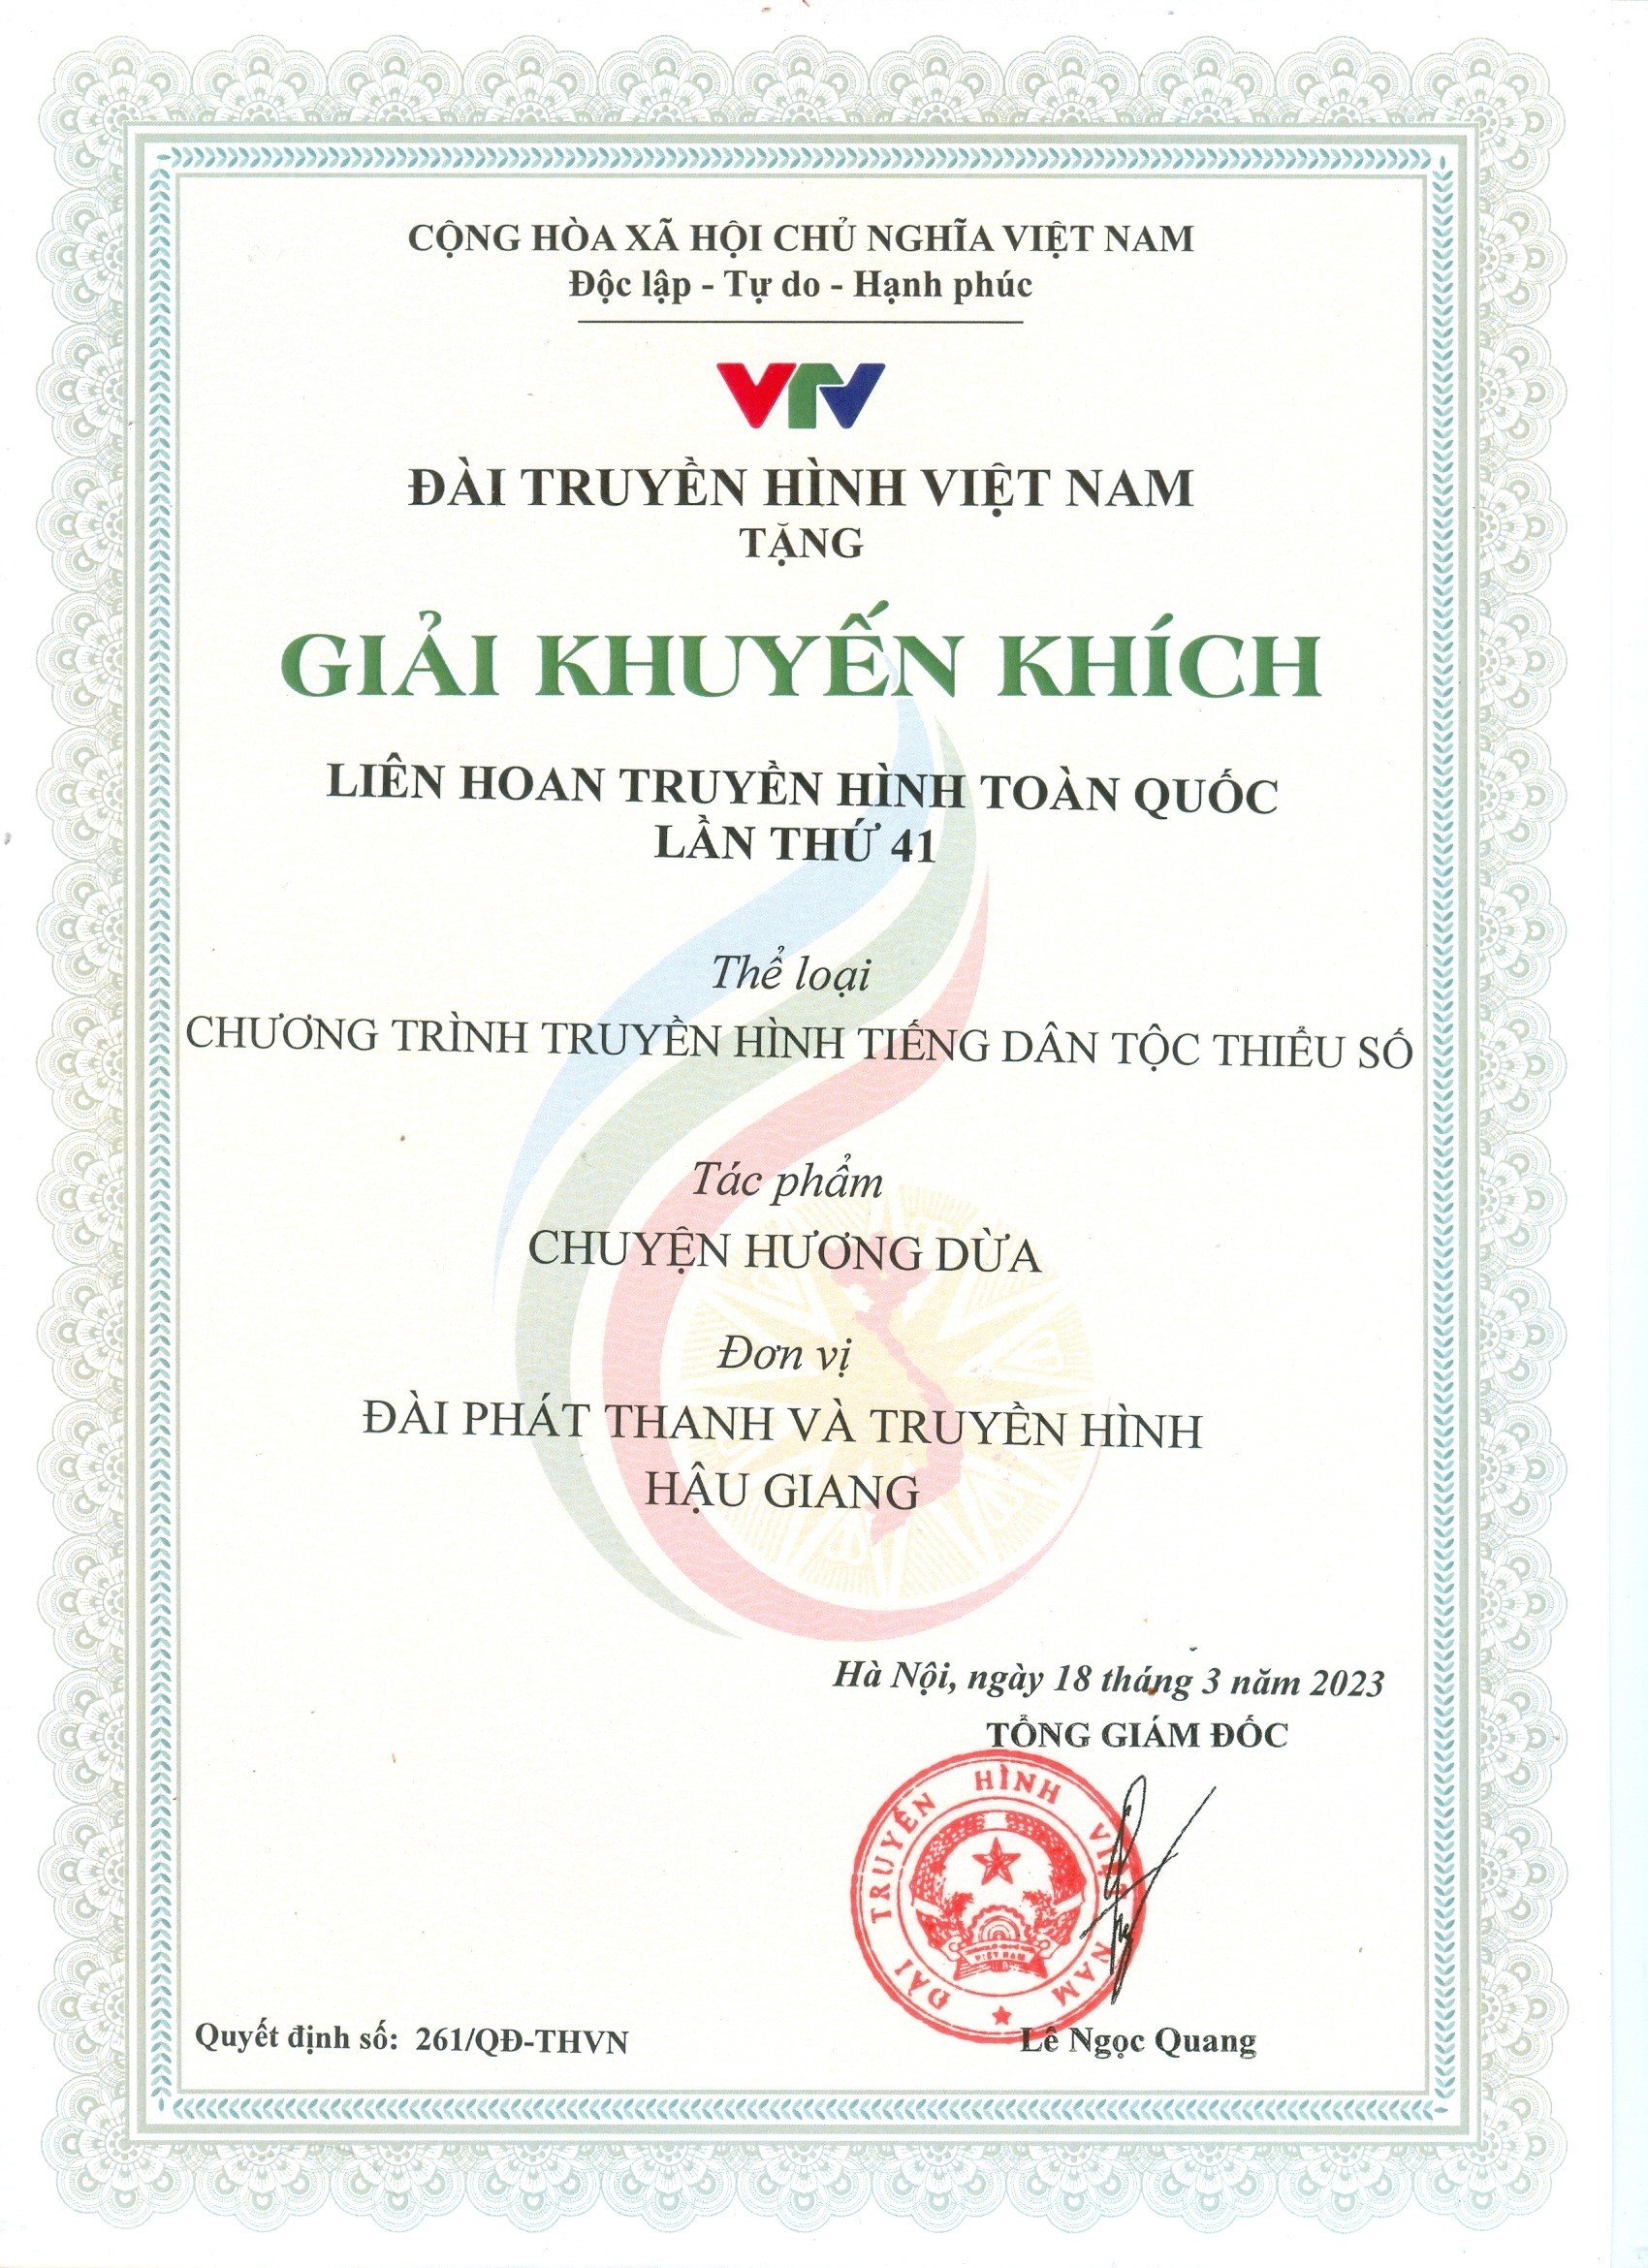 CỘNG HÒA XÃ HỘI CHỦ NGHĨA VIỆT NAM
Độc lập - Tự do - Hạnh phúc
VTV
ĐÀI TRUYỀN HÌNH VIỆT NAM
TẶNG
GIẢI KHUYẾN KHÍCH
LIÊN HOAN TRUYỀN HÌNH TOÀN QUỐC
LẦN THỨ 41
Thể loại
CHƯƠNG TRÌNH TRUYỀN HÌNH TIẾNG DÂN TỘC THIỂU SỐ
Tác phẩm
CHUYỆN HƯƠNG DỪA
Đơn vị
ĐÀI PHÁT THANH VÀ TRUYỀN HÌNH
HẬU GIANG
Hà Nội, ngày 18 tháng 3 năm 2023
TỔNG GIÁM ĐỐC
ĐÀI TRUYỀN HÌNH VIỆT NAM
VIỆT NAM
Quyết định số: 261/QĐ-THVN
Lê Ngọc Quang